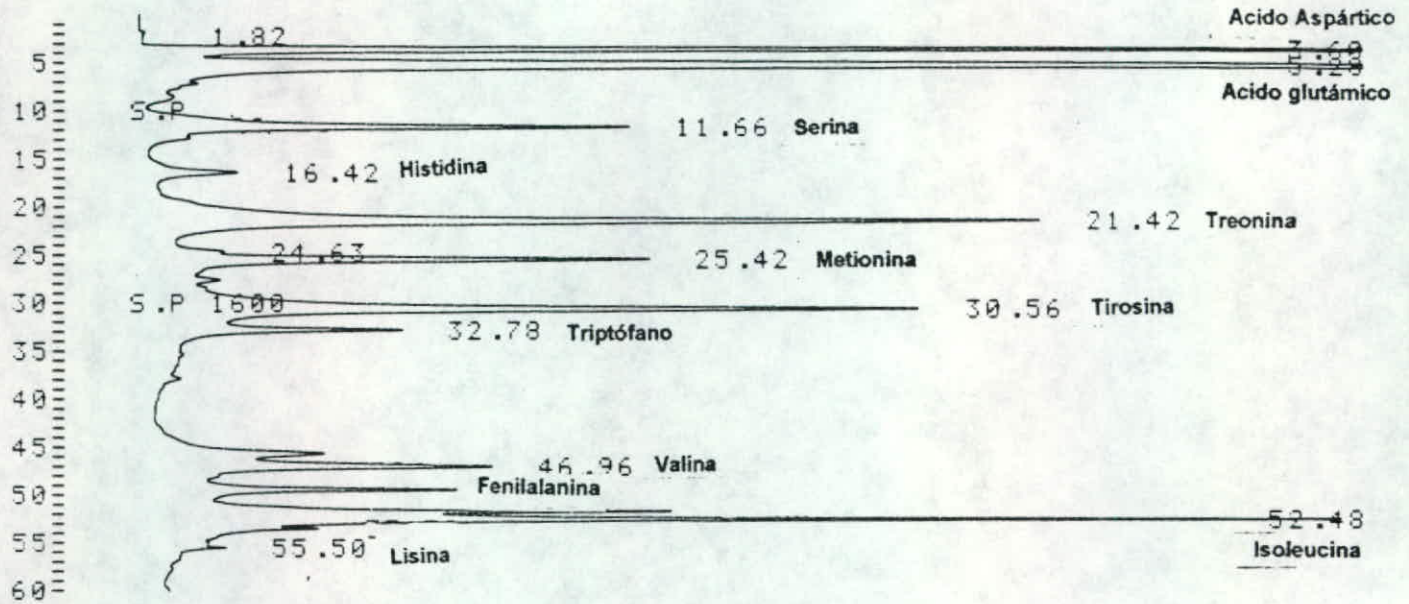 Acido Aspártico
1.82
5
Acido glutámico
10
S.P
11.66 Serina
15
16.42 Histidina
20
21.42 Treonina
24.63
25
25.42 Metionina
30
S.P 1600
30.56 Tirosina
32.78 Triptófano
35
40
45
46.96 Valina
50
Fenilalanina
52.48
55
55.50 Lisina
Isoleucina
60